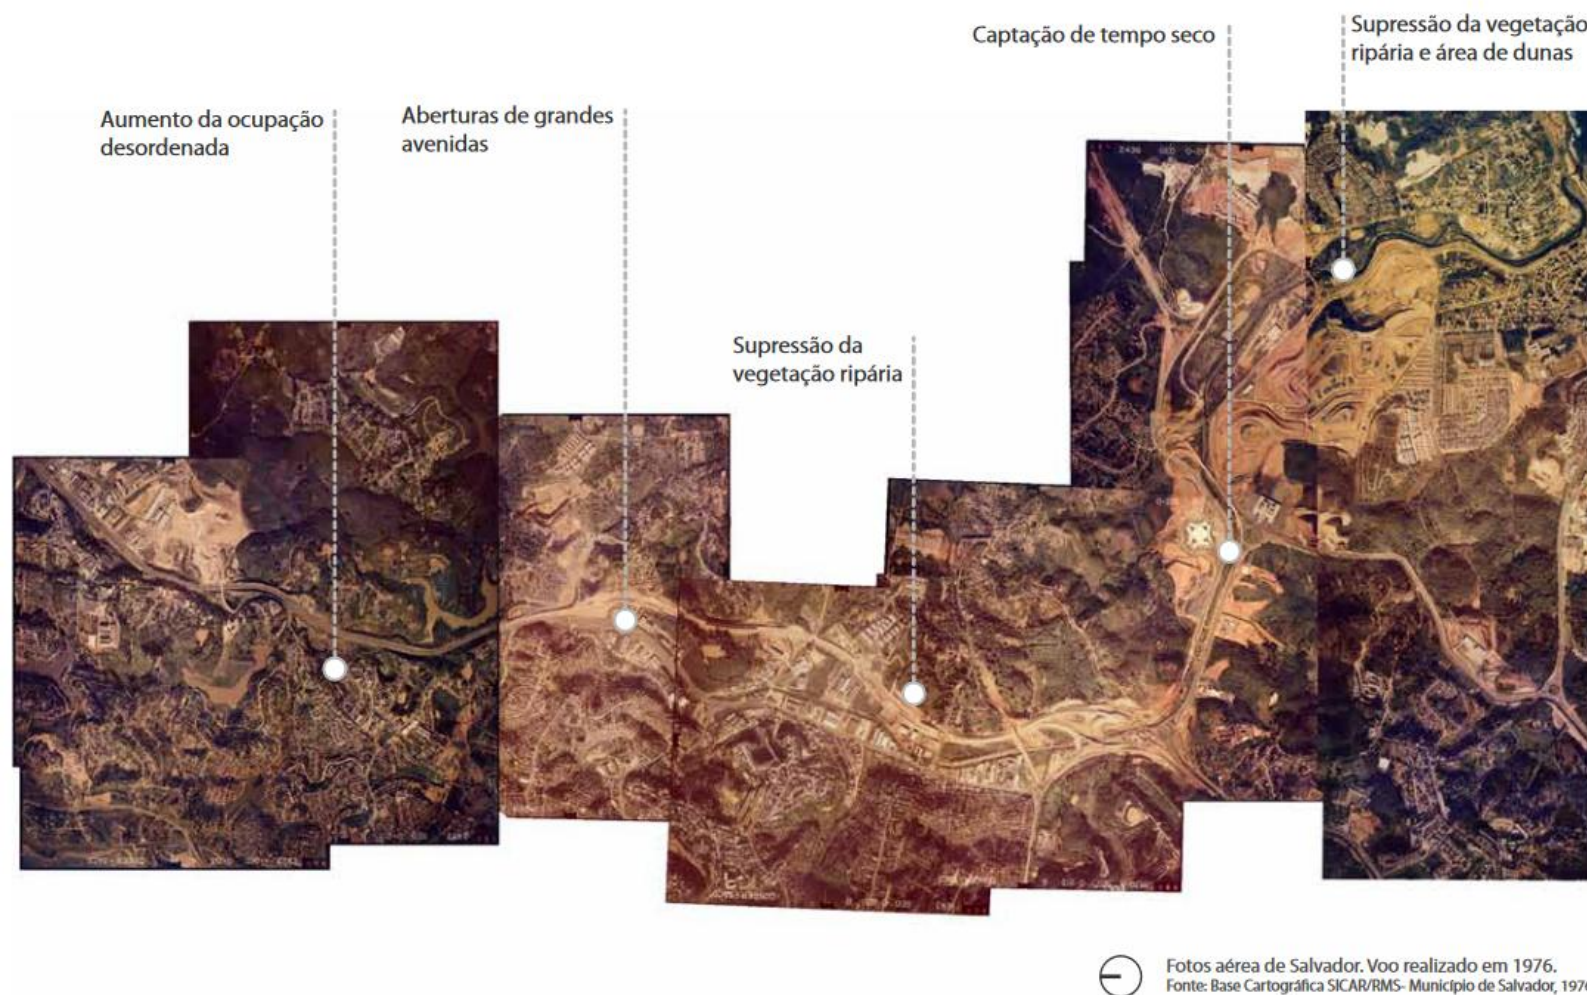 Captação de tempo seco
Supressão da vegetação
ripária e área de dunas
Aumento da ocupação
desordenada
Aberturas de grandes
avenidas
Supressão da
vegetação ripária
Fotos aérea de Salvador. Voo realizado em 1976.
Fonte: Base Cartográfica SICAR/RMS- Município de Salvador, 1976